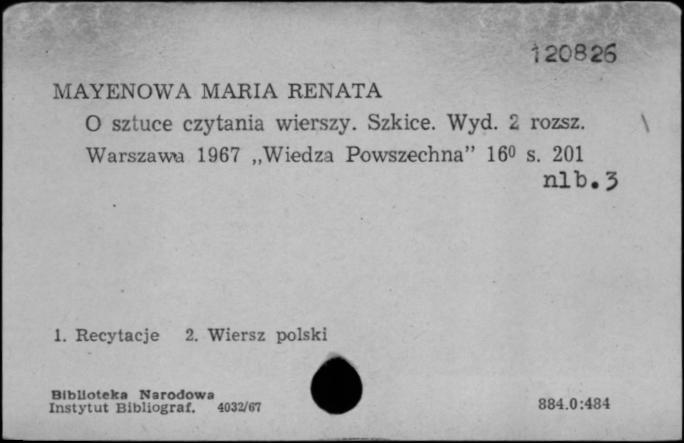 120826
MAYENOWA MARIA RENATA
O sztuce czytania wierszy. Szkice. Wyd. 2 rozsz.
Warszawa 1967 „Wiedza Powszechna” 16⁰ s. 201
nlb. 3
1. Recytacje 2. Wiersz polski
Biblioteka Narodowa
Instytut Bibliograf. 4032/67
884.0:484